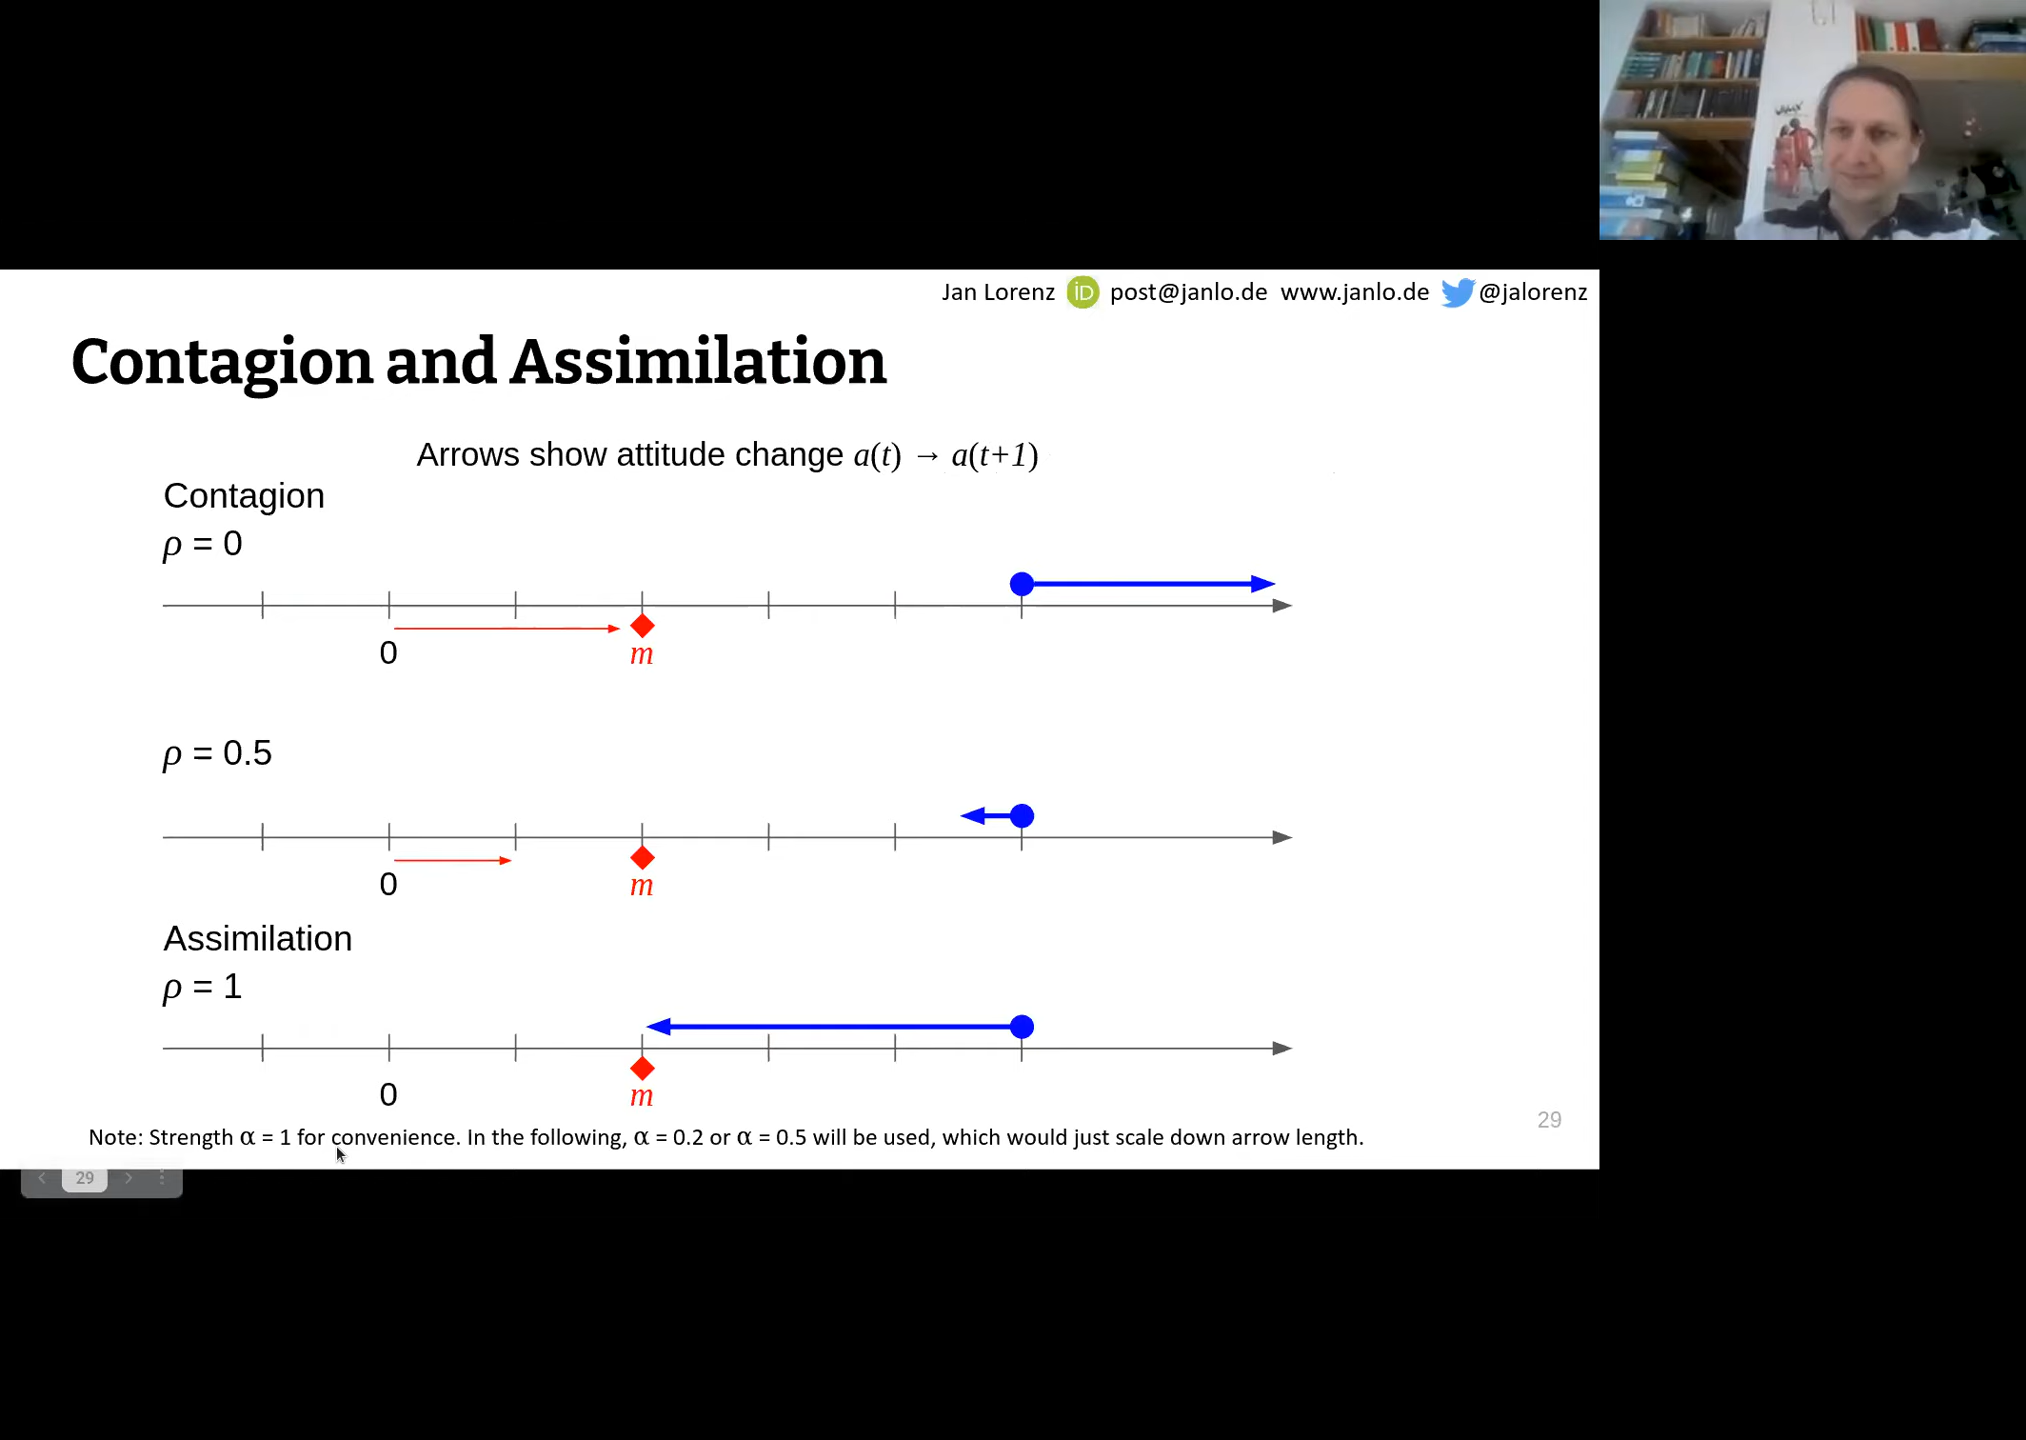 Jan Lorenz iD post@janlo.de www.janlo.de @jalorenz
Contagion and Assimilation
Arrows show attitude change a(t) → a(t+1)
Contagion
ρ = 0
0
m
ρ = 0.5
0
m
Assimilation
ρ = 1
0
m
29
Note: Strength α = 1 for convenience. In the following, α = 0.2 or α = 0.5 will be used, which would just scale down arrow length.
29